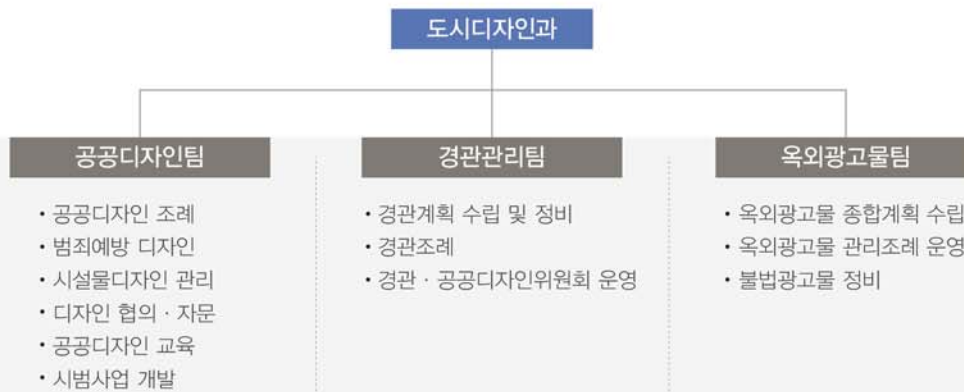 도시디자인과
공공디자인팀
• 공공디자인 조례
• 범죄예방 디자인
• 시설물디자인 관리
• 디자인 협의 · 자문
• 공공디자인 교육
• 시범사업 개발
경관관리팀
• 경관계획 수립 및 정비
• 경관조례
• 경관 · 공공디자인위원회 운영
옥외광고물팀
• 옥외광고물 종합계획 수립
• 옥외광고물 관리조례 운영
• 불법광고물 정비